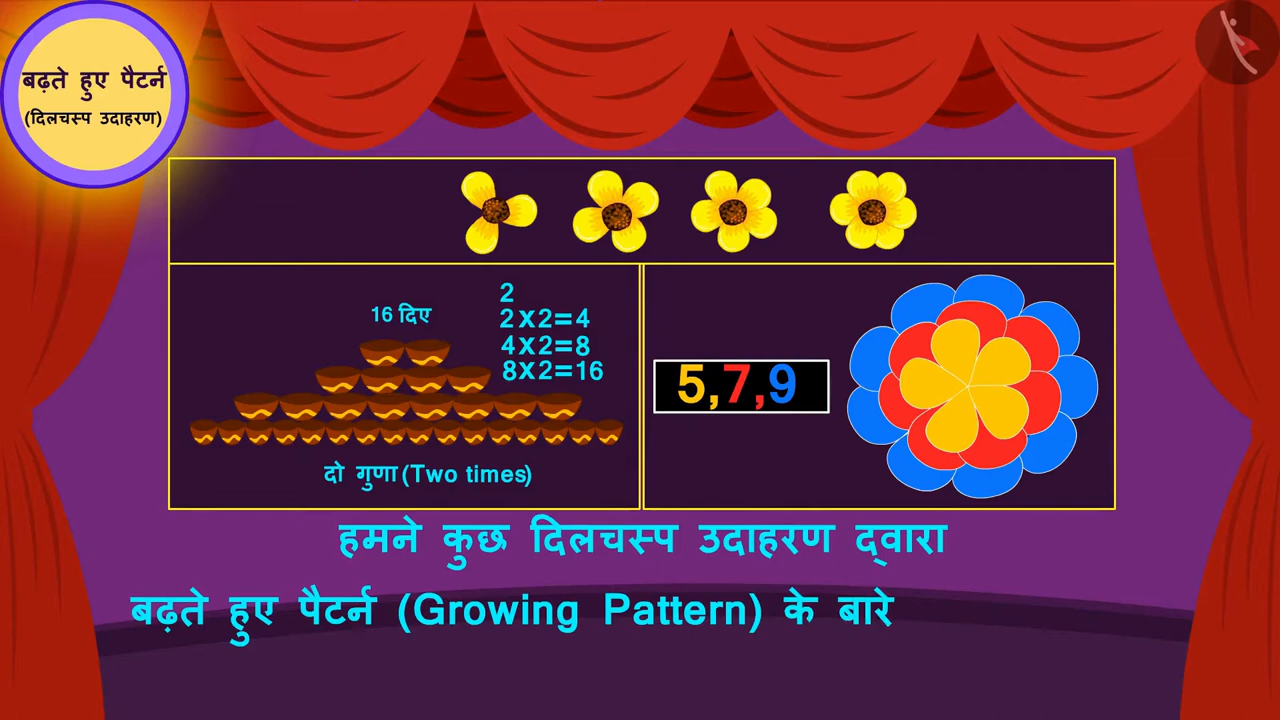 बढ़ते हुए पैटर्न
(दिलचस्प उदाहरण)
16 दिए
2
2x2=4
4x2=8
8x2=16
दो गुणा (Two times)
5,7,9
हमने कुछ दिलचस्प उदाहरण द्वारा
बढ़ते हुए पैटर्न (Growing Pattern) के बारे